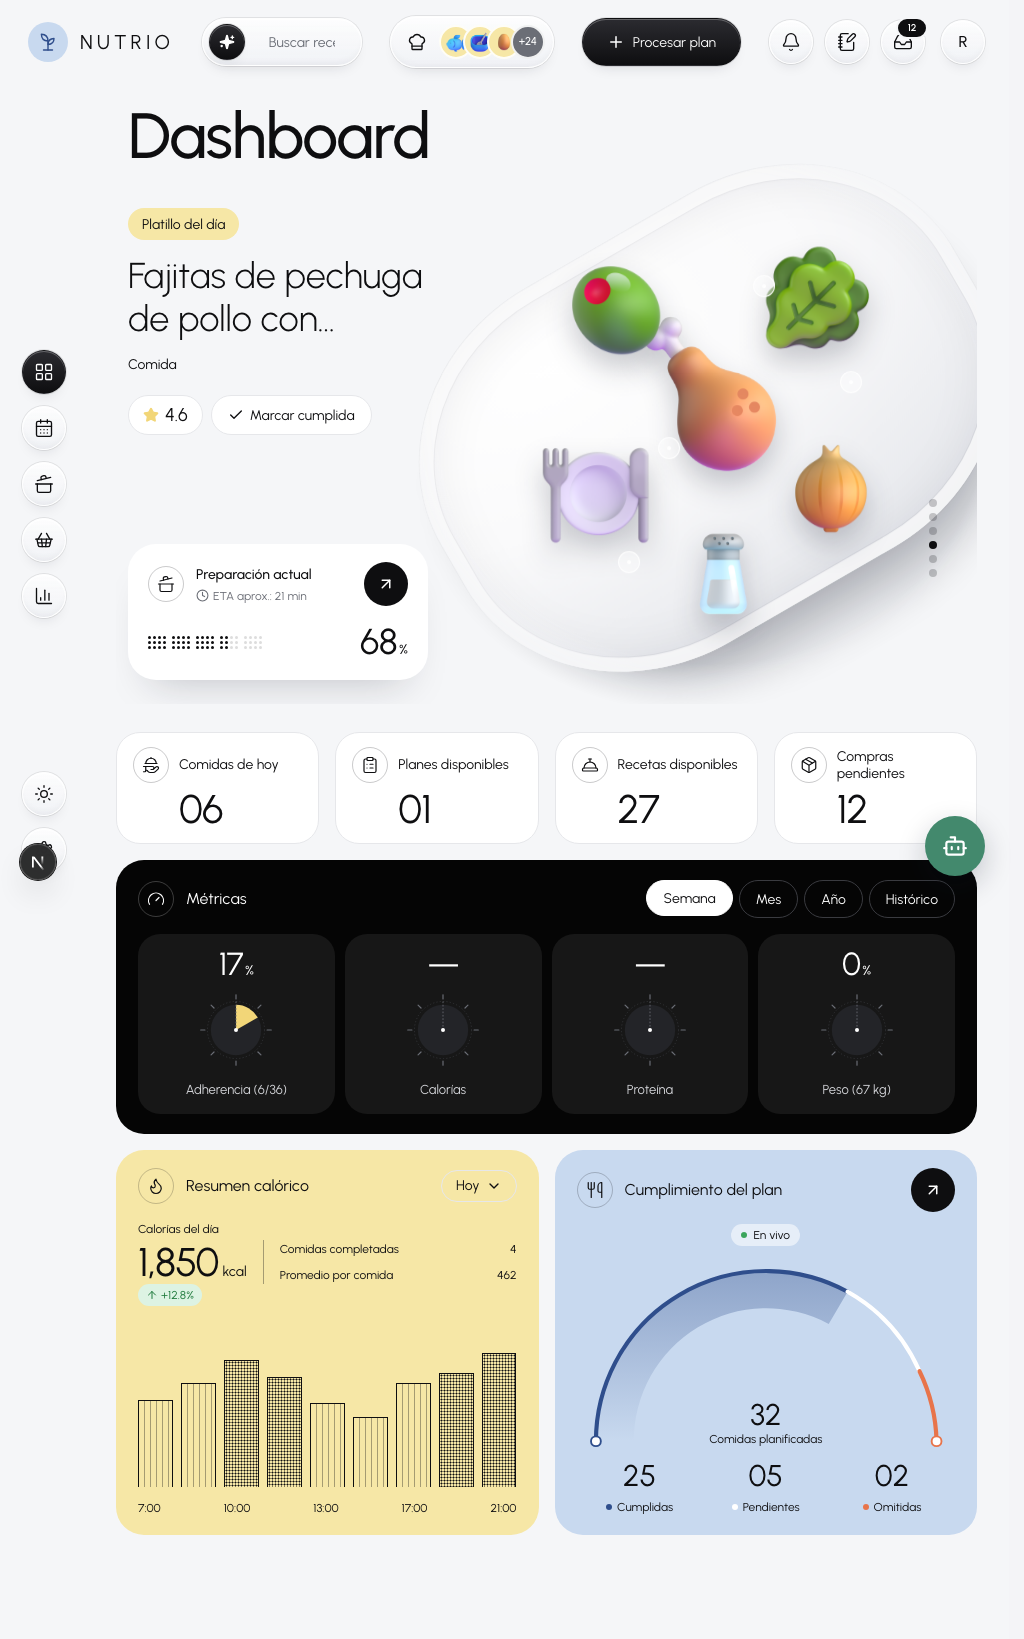 NUTRIO
Buscar rece
+24
Procesar plan
12
R
Dashboard
Platillo del día
Fajitas de pechuga
de pollo con...
Comida
4.6
Marcar cumplida
Preparación actual
ETA aprox.: 21 min
68%
Comidas de hoy
06
Planes disponibles
01
Recetas disponibles
27
Compras
pendientes
12
N
Métricas
Semana
Mes
Año
Histórico
17%
—
—
0%
Adherencia (6/36)
Calorías
Proteína
Peso (67 kg)
Resumen calórico
Hoy
Calorías del día
1,850 kcal
+12.8%
Comidas completadas 4
Promedio por comida 462
7:00 10:00 13:00 17:00 21:00
Cumplimiento del plan
En vivo
32
Comidas planificadas
25 05 02
Cumplidas Pendientes Omitidas